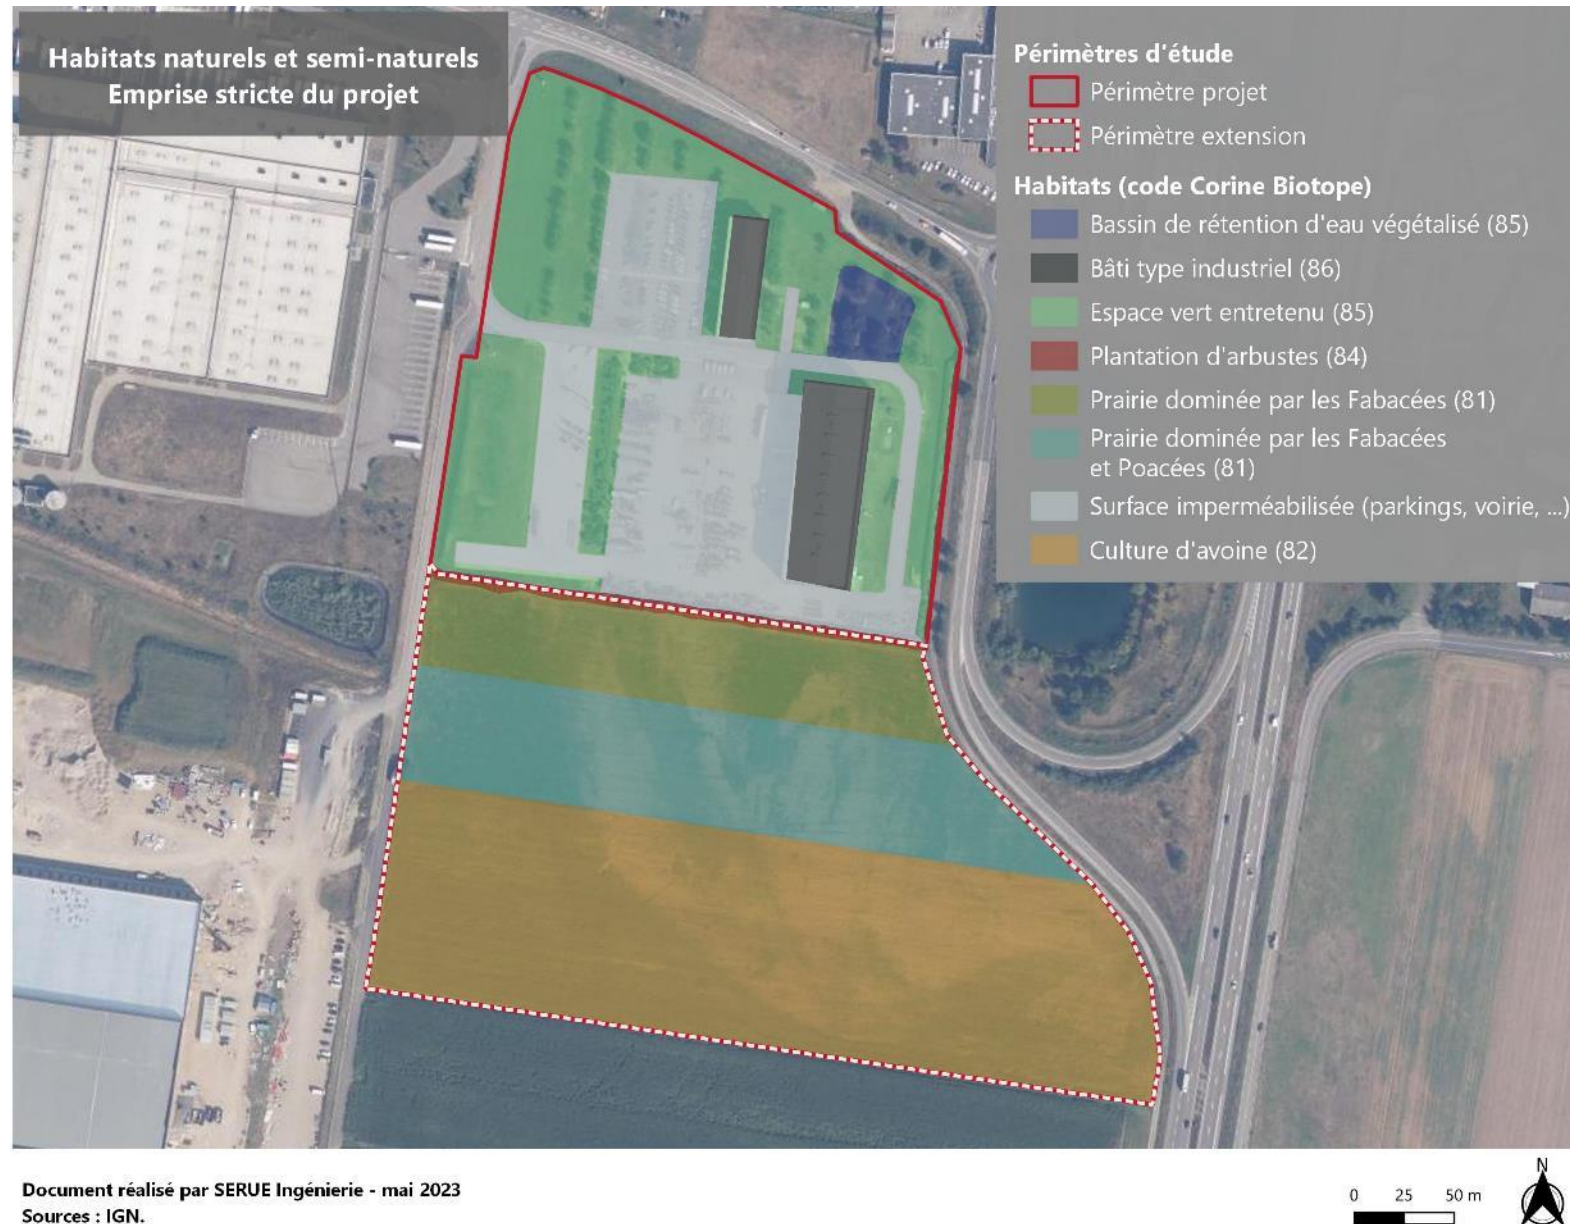 Habitats naturels et semi-naturels
Emprise stricte du projet
Périmètres d'étude
Périmètre projet
Périmètre extension
Habitats (code Corine Biotope)
Bassin de rétention d'eau végétalisé (85)
Bâti type industriel (86)
Espace vert entretenu (85)
Plantation d'arbustes (84)
Prairie dominée par les Fabacées (81)
Prairie dominée par les Fabacées
et Poacées (81)
Surface imperméabilisée (parkings, voirie, ...)
Culture d'avoine (82)
Document réalisé par SERUE Ingénierie - mai 2023
Sources : IGN.
0 25 50 m
N